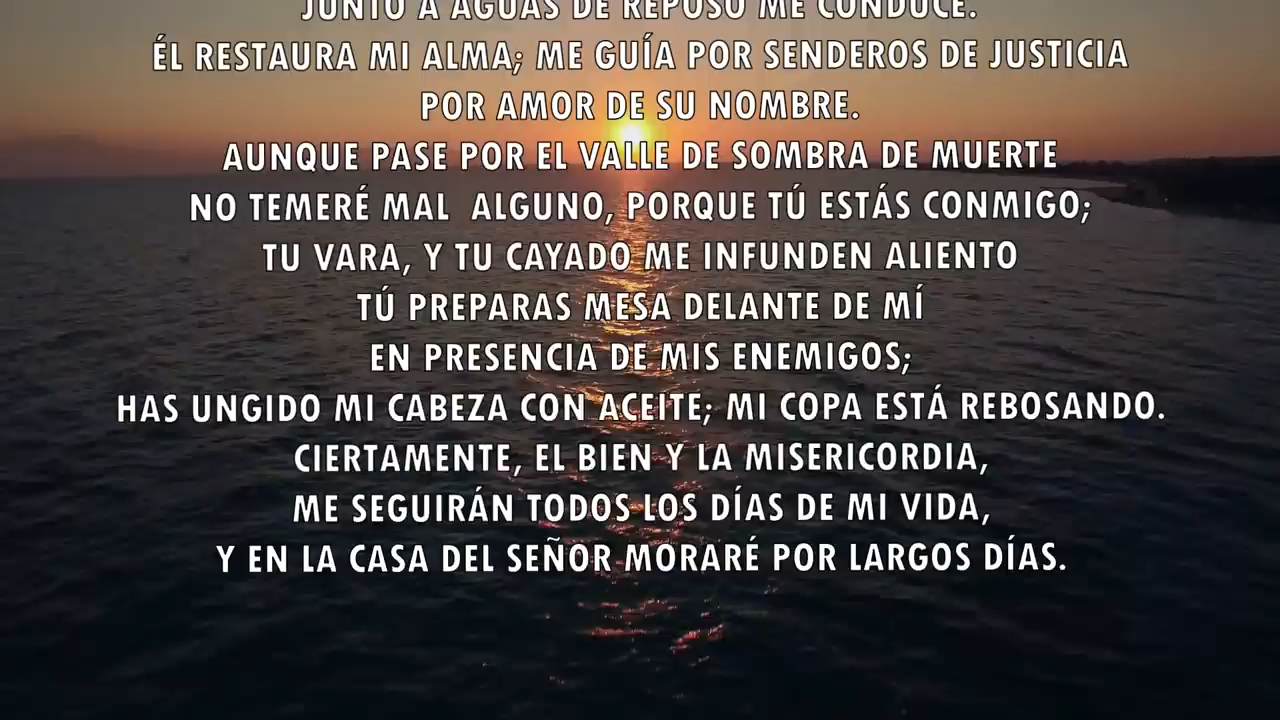 JUNTO A AGUAS DE REPOSO ME CONDUCE.
ÉL RESTAURA MI ALMA; ME GUÍA POR SENDEROS DE JUSTICIA
POR AMOR DE SU NOMBRE.
AUNQUE PASE POR EL VALLE DE SOMBRA DE MUERTE
NO TEMERÉ MAL  ALGUNO, PORQUE TÚ ESTÁS CONMIGO;
TU VARA, Y TU CAYADO ME INFUNDEN ALIENTO
TÚ PREPARAS MESA DELANTE DE MÍ
EN PRESENCIA DE MIS ENEMIGOS;
HAS UNGIDO MI CABEZA CON ACEITE; MI COPA ESTÁ REBOSANDO.
CIERTAMENTE, EL BIEN Y LA MISERICORDIA,
ME SEGUIRÁN TODOS LOS DÍAS DE MI VIDA,
Y EN LA CASA DEL SEÑOR MORARÉ POR LARGOS DÍAS.